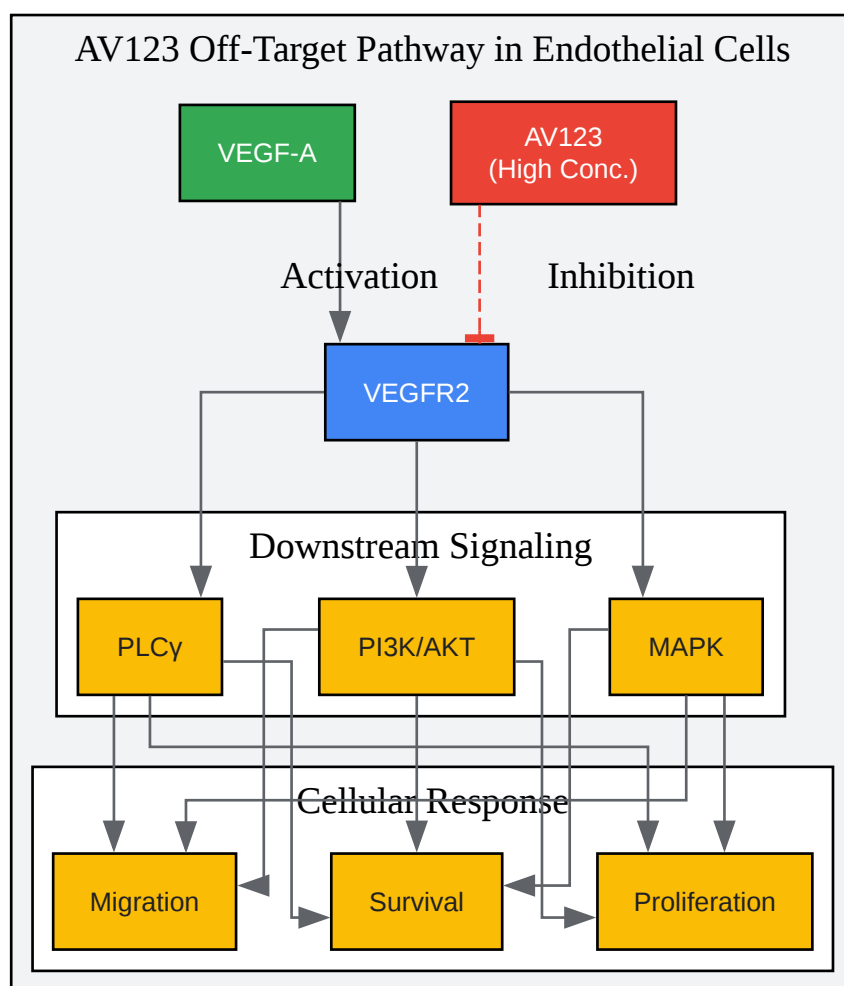 AV123 Off-Target Pathway in Endothelial Cells
VEGF-A
AV123
(High Conc.)
Activation
Inhibition
VEGFR2
Downstream Signaling
PLCγ
PI3K/AKT
MAPK
Cellular Response
Migration
Survival
Proliferation